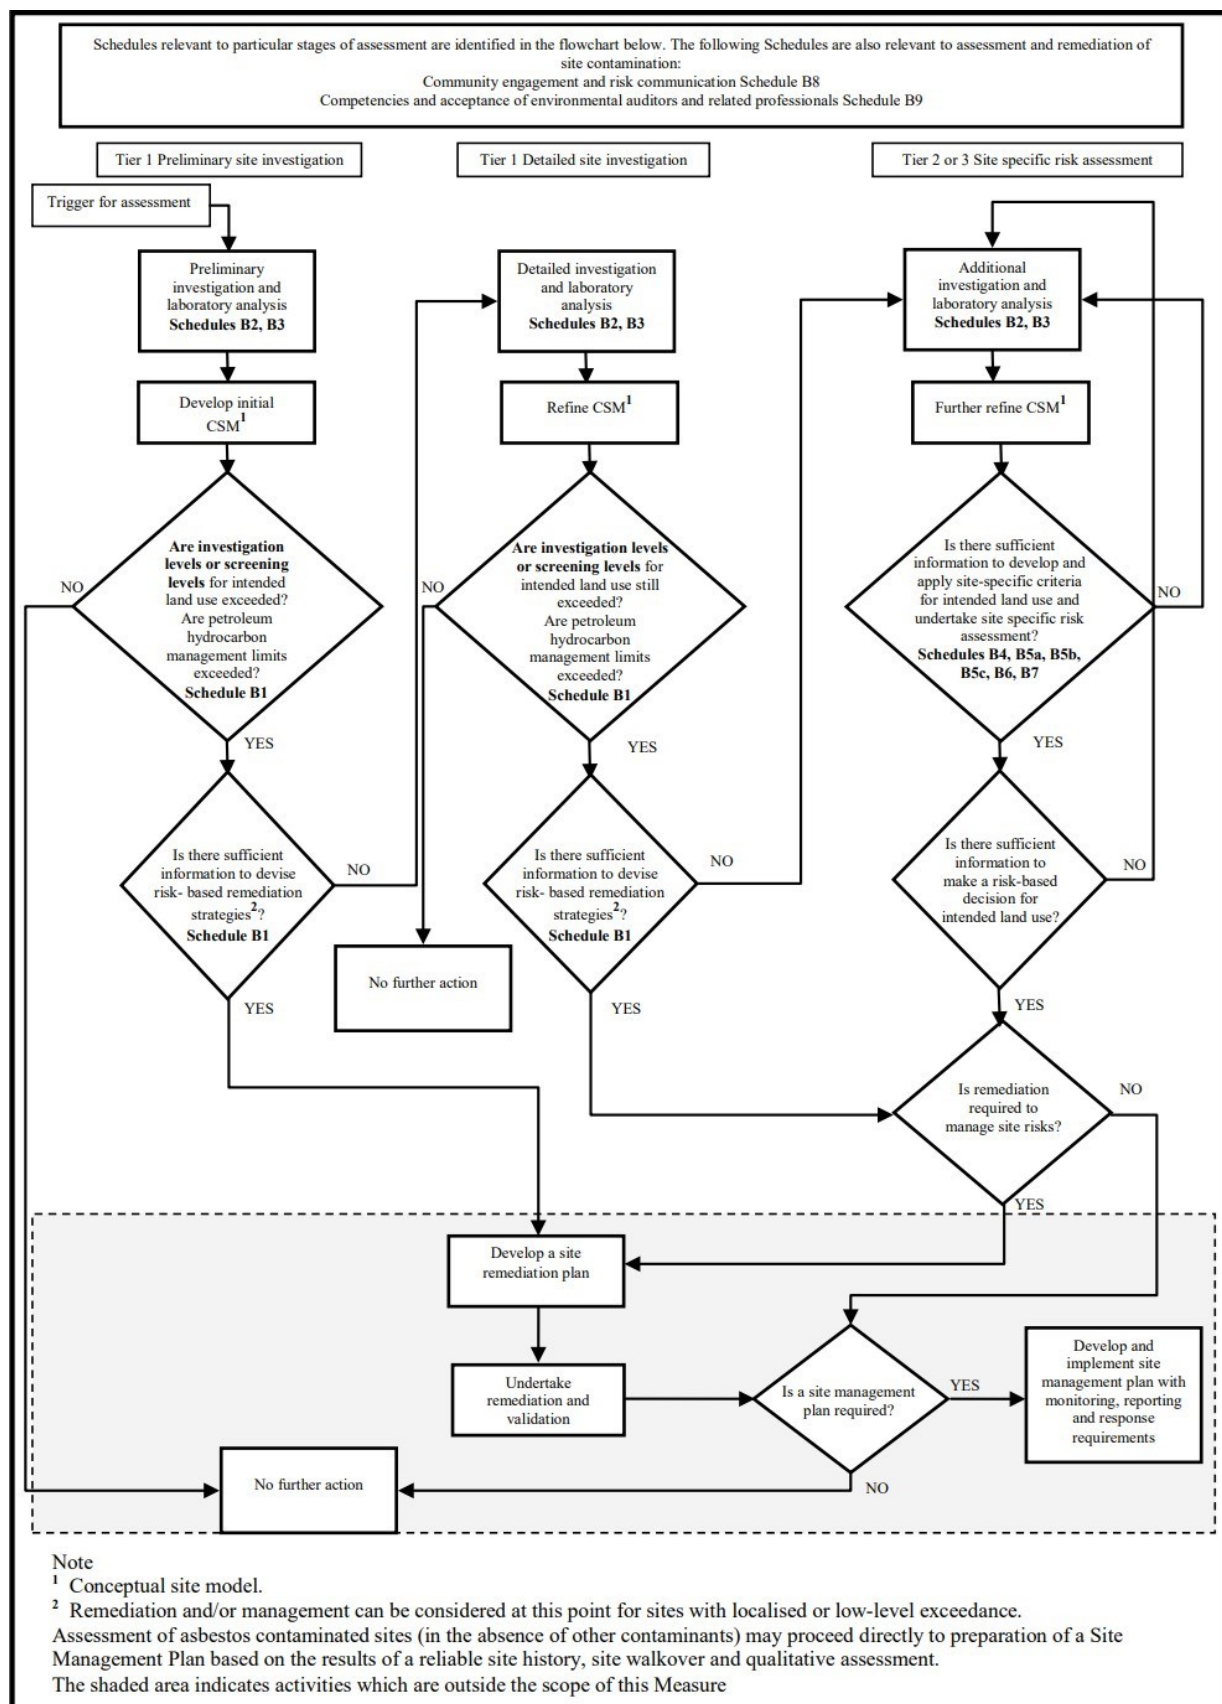 Schedules relevant to particular stages of assessment are identified in the flowchart below. The following Schedules are also relevant to assessment and remediation of
site contamination:
Community engagement and risk communication Schedule B8
Competencies and acceptance of environmental auditors and related professionals Schedule B9
Tier 1 Preliminary site investigation
Tier 1 Detailed site investigation
Tier 2 or 3 Site specific risk assessment
Trigger for assessment
Preliminary
investigation and
laboratory analysis
Schedules B2, B3
Detailed investigation
and laboratory
analysis
Schedules B2, B3
Additional
investigation and
laboratory analysis
Schedules B2, B3
Develop initial
CSM1
Refine CSM1
Further refine CSM1
Are investigation
levels or screening
levels for intended
land use exceeded?
Are petroleum
hydrocarbon
management limits
exceeded?
Schedule B1
NO
YES
Are investigation levels
or screening levels for
intended land use still
exceeded?
Are petroleum
hydrocarbon
management limits
exceeded?
Schedule B1
NO
YES
Is there sufficient
information to develop and
apply site-specific criteria
for intended land use and
undertake site specific risk
assessment?
Schedules B4, B5a, B5b,
B5c, B6, B7
NO
YES
Is there sufficient
information to devise
risk- based remediation
strategies2?
Schedule B1
NO
YES
Is there sufficient
information to devise
risk- based remediation
strategies2?
Schedule B1
NO
YES
Is there sufficient
information to
make a risk-based
decision for
intended land use?
NO
YES
No further action
Is remediation
required to
manage site risks?
NO
YES
Develop a site
remediation plan
Undertake
remediation and
validation
Is a site management
plan required?
YES
NO
Develop and
implement site
management plan with
monitoring, reporting
and response
requirements
No further action
Note
1 Conceptual site model.
2 Remediation and/or management can be considered at this point for sites with localised or low-level exceedance.
Assessment of asbestos contaminated sites (in the absence of other contaminants) may proceed directly to preparation of a Site
Management Plan based on the results of a reliable site history, site walkover and qualitative assessment.
The shaded area indicates activities which are outside the scope of this Measure